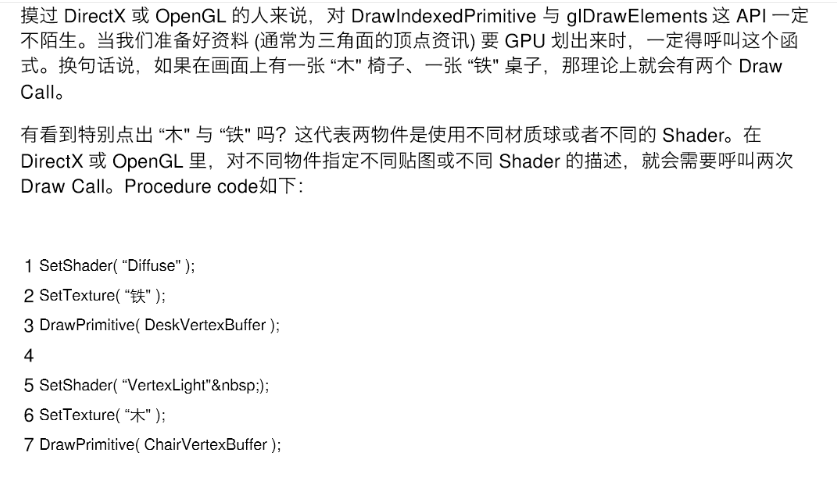 摸过 DirectX 或 OpenGL 的人来说，对 DrawIndexedPrimitive 与 glDrawElements 这 API 一定
不陌生。当我们准备好资料 (通常为三角面的顶点资讯) 要 GPU 划出来时，一定得呼叫这个函
式。换句话说，如果在画面上有一张 “木" 椅子、一张 “铁" 桌子，那理论上就会有两个 Draw
Call。
有看到特别点出 “木" 与 “铁" 吗？这代表两物件是使用不同材质球或者不同的 Shader。在
DirectX 或 OpenGL 里，对不同物件指定不同贴图或不同 Shader 的描述，就会需要呼叫两次
Draw Call。Procedure code如下：
1 SetShader( “Diffuse" );
2 SetTexture( “铁" );
3 DrawPrimitive( DeskVertexBuffer );
4
5 SetShader( “VertexLight"&nbsp;);
6 SetTexture( “木" );
7 DrawPrimitive( ChairVertexBuffer );